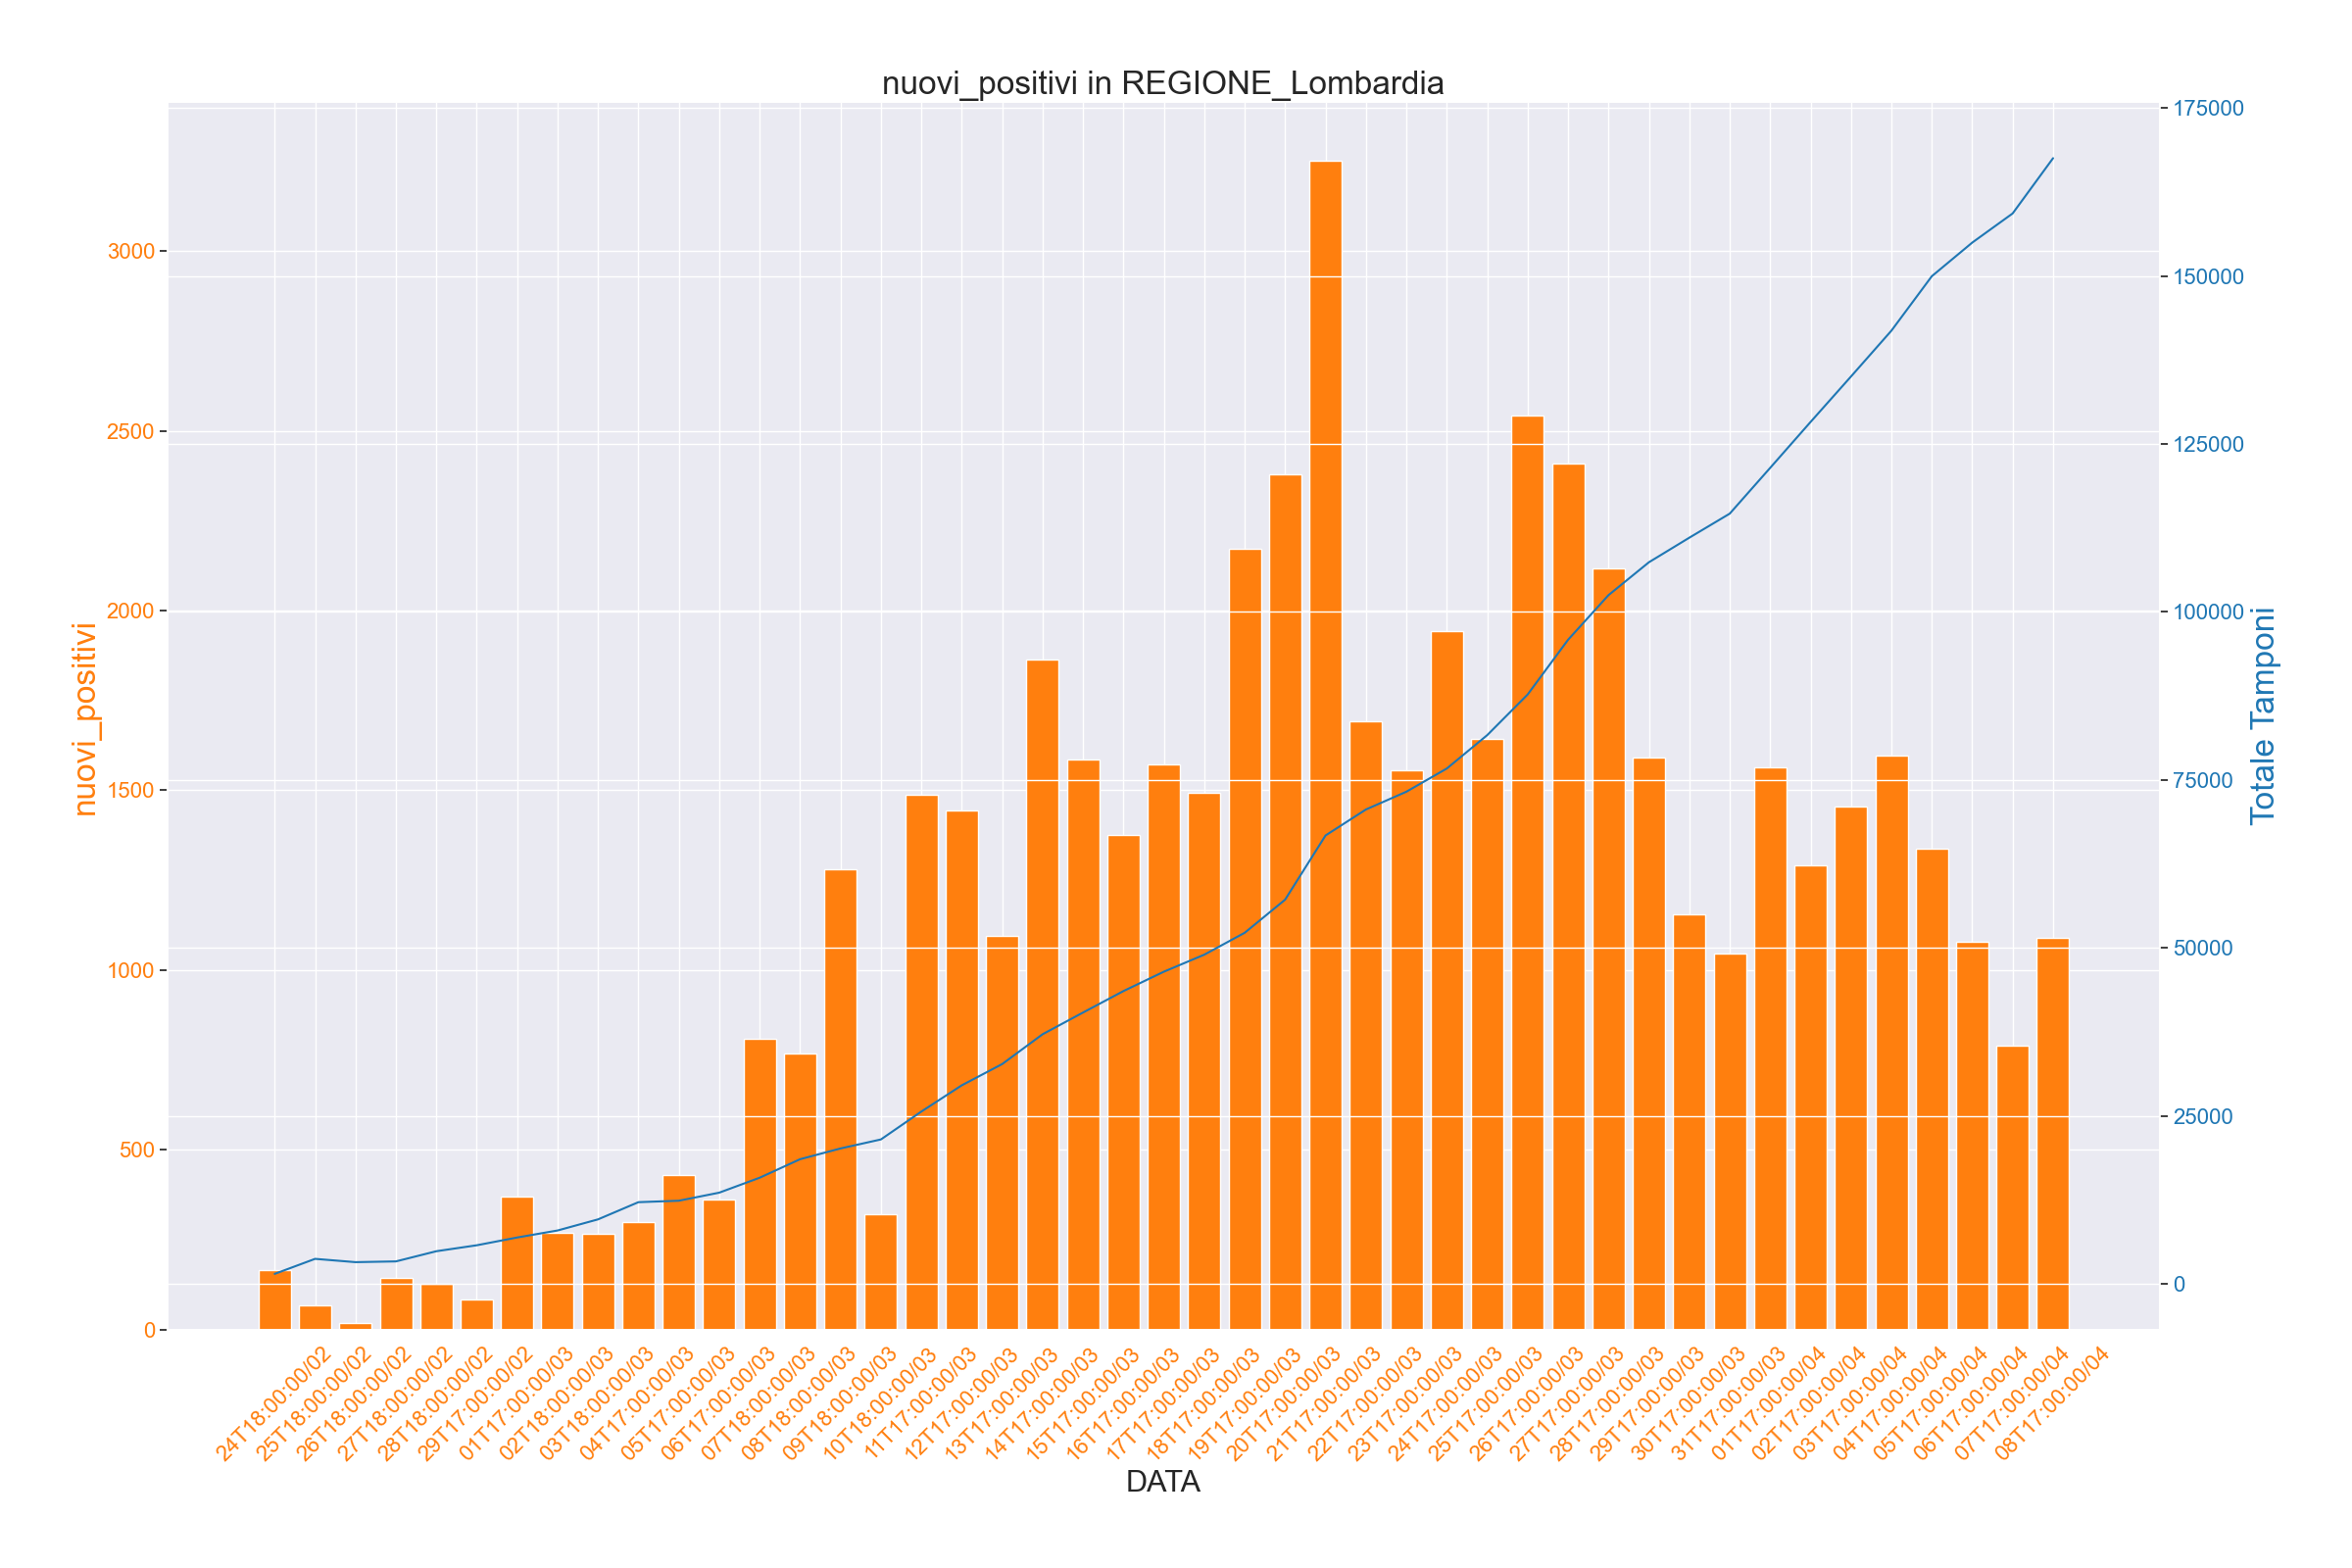 nuovi_positivi in REGIONE_Lombardia
3000
2500
2000
1500
1000
500
0
nuovi_positivi
175000
150000
125000
100000
75000
50000
25000
0
Totale Tamponi
24T18:00:00/02
25T18:00:00/02
26T18:00:00/02
27T18:00:00/02
28T18:00:00/02
29T17:00:00/02
01T17:00:00/03
02T18:00:00/03
03T18:00:00/03
04T17:00:00/03
05T17:00:00/03
06T17:00:00/03
07T18:00:00/03
08T18:00:00/03
09T18:00:00/03
10T18:00:00/03
11T17:00:00/03
12T17:00:00/03
13T17:00:00/03
14T17:00:00/03
15T17:00:00/03
16T17:00:00/03
17T17:00:00/03
18T17:00:00/03
19T17:00:00/03
20T17:00:00/03
21T17:00:00/03
22T17:00:00/03
23T17:00:00/03
24T17:00:00/03
25T17:00:00/03
26T17:00:00/03
27T17:00:00/03
28T17:00:00/03
29T17:00:00/03
30T17:00:00/03
31T17:00:00/03
01T17:00:00/04
02T17:00:00/04
03T17:00:00/04
04T17:00:00/04
05T17:00:00/04
06T17:00:00/04
07T17:00:00/04
08T17:00:00/04
DATA